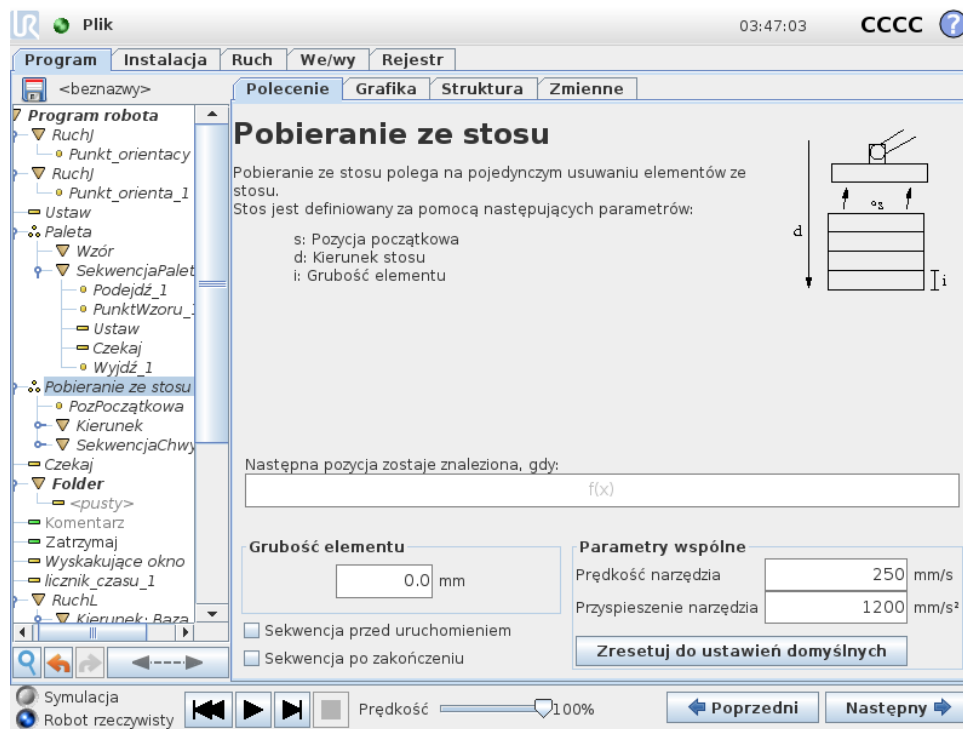 UR Plik 03:47:03 CCCC ?
Program Instalacja Ruch We/wy Rejestr
<beznazwy>
Polecenie Grafika Struktura Zmienne
Program robota
RuchJ
Punkt_orientacy
RuchJ
Punkt_orienta_1
Ustaw
Paleta
Wzór
SekwencjaPalet
Podejdź_1
PunktWzoru_1
Ustaw
Czekaj
Wyjdź_1
Pobieranie ze stosu
PozPoczątkowa
Kierunek
SekwencjaChwy
Czekaj
Folder
<pusty>
Komentarz
Zatrzymaj
Wyskakujące okno
licznik_czasu_1
RuchL
Kierunek: Baza
Pobieranie ze stosu
Pobieranie ze stosu polega na pojedynczym usuwaniu elementów ze
stosu.
Stos jest definiowany za pomocą następujących parametrów:
s: Pozycja początkowa
d: Kierunek stosu
i: Grubość elementu
s
d
i
Następna pozycja zostaje znaleziona, gdy:
f(x)
Grubość elementu
0.0 mm
Sekwencja przed uruchomieniem
Sekwencja po zakończeniu
Parametry wspólne
Prędkość narzędzia 250 mm/s
Przyspieszenie narzędzia 1200 mm/s²
Zresetuj do ustawień domyślnych
Symulacja
Robot rzeczywisty
Prędkość 100%
Poprzedni Następny